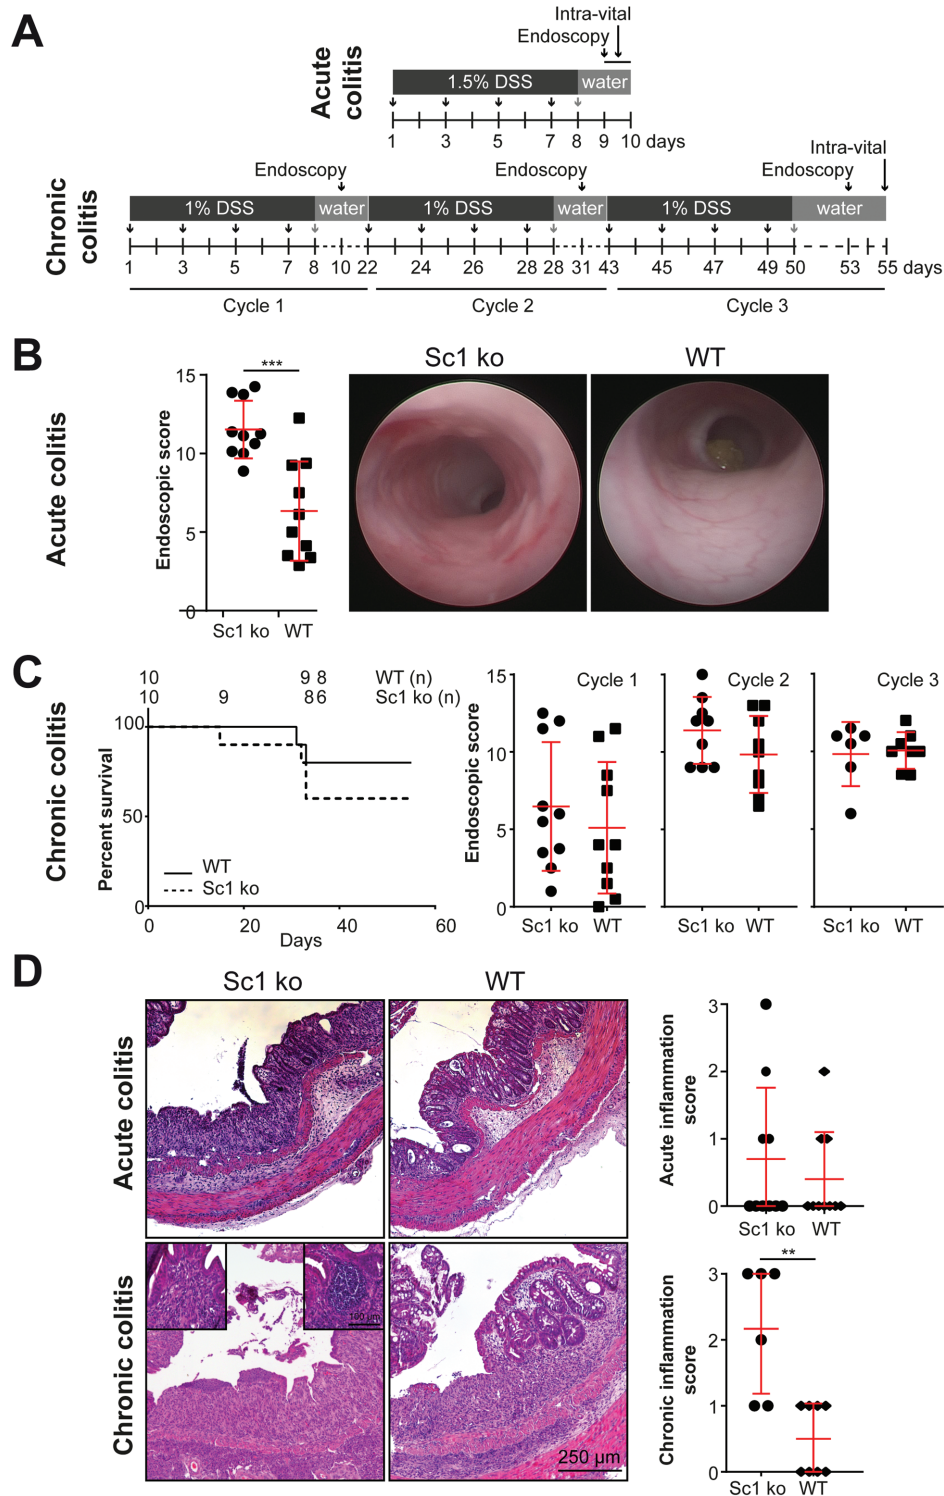 A
Acute colitis
Intra-vital
Endoscopy
1.5% DSS water
1 3 5 7 8 9 10 days
Chronic colitis
Intra-vital
Endoscopy Endoscopy Endoscopy
1% DSS water 1% DSS water 1% DSS water
1 3 5 7 8 10 22 24 26 28 28 31 43 45 47 49 50 53 55 days
Cycle 1 Cycle 2 Cycle 3
B
Acute colitis
Sc1 ko WT
***
Endoscopic score
15
10
5
0
Sc1 ko WT
C
Chronic colitis
10 9 8 WT (n)
10 9 8 6 Sc1 ko (n)
Percent survival
100
50
0
WT
Sc1 ko
0 20 40 60
Days
Endoscopic score
15
10
5
0
Cycle 1 Cycle 2 Cycle 3
Sc1 ko WT Sc1 ko WT Sc1 ko WT
D
Sc1 ko WT
Acute colitis
Chronic colitis
100 µm
250 µm
Acute inflammation score
3
2
1
0
Sc1 ko WT
**
Chronic inflammation score
3
2
1
0
Sc1 ko WT